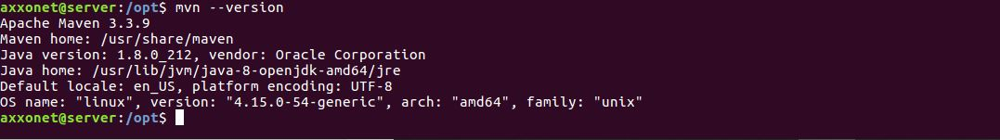 axxonet@server:/opt$ mvn --version
Apache Maven 3.3.9
Maven home: /usr/share/maven
Java version: 1.8.0_212, vendor: Oracle Corporation
Java home: /usr/lib/jvm/java-8-openjdk-amd64/jre
Default locale: en_US, platform encoding: UTF-8
OS name: "linux", version: "4.15.0-54-generic", arch: "amd64", family: "unix"
axxonet@server:/opt$